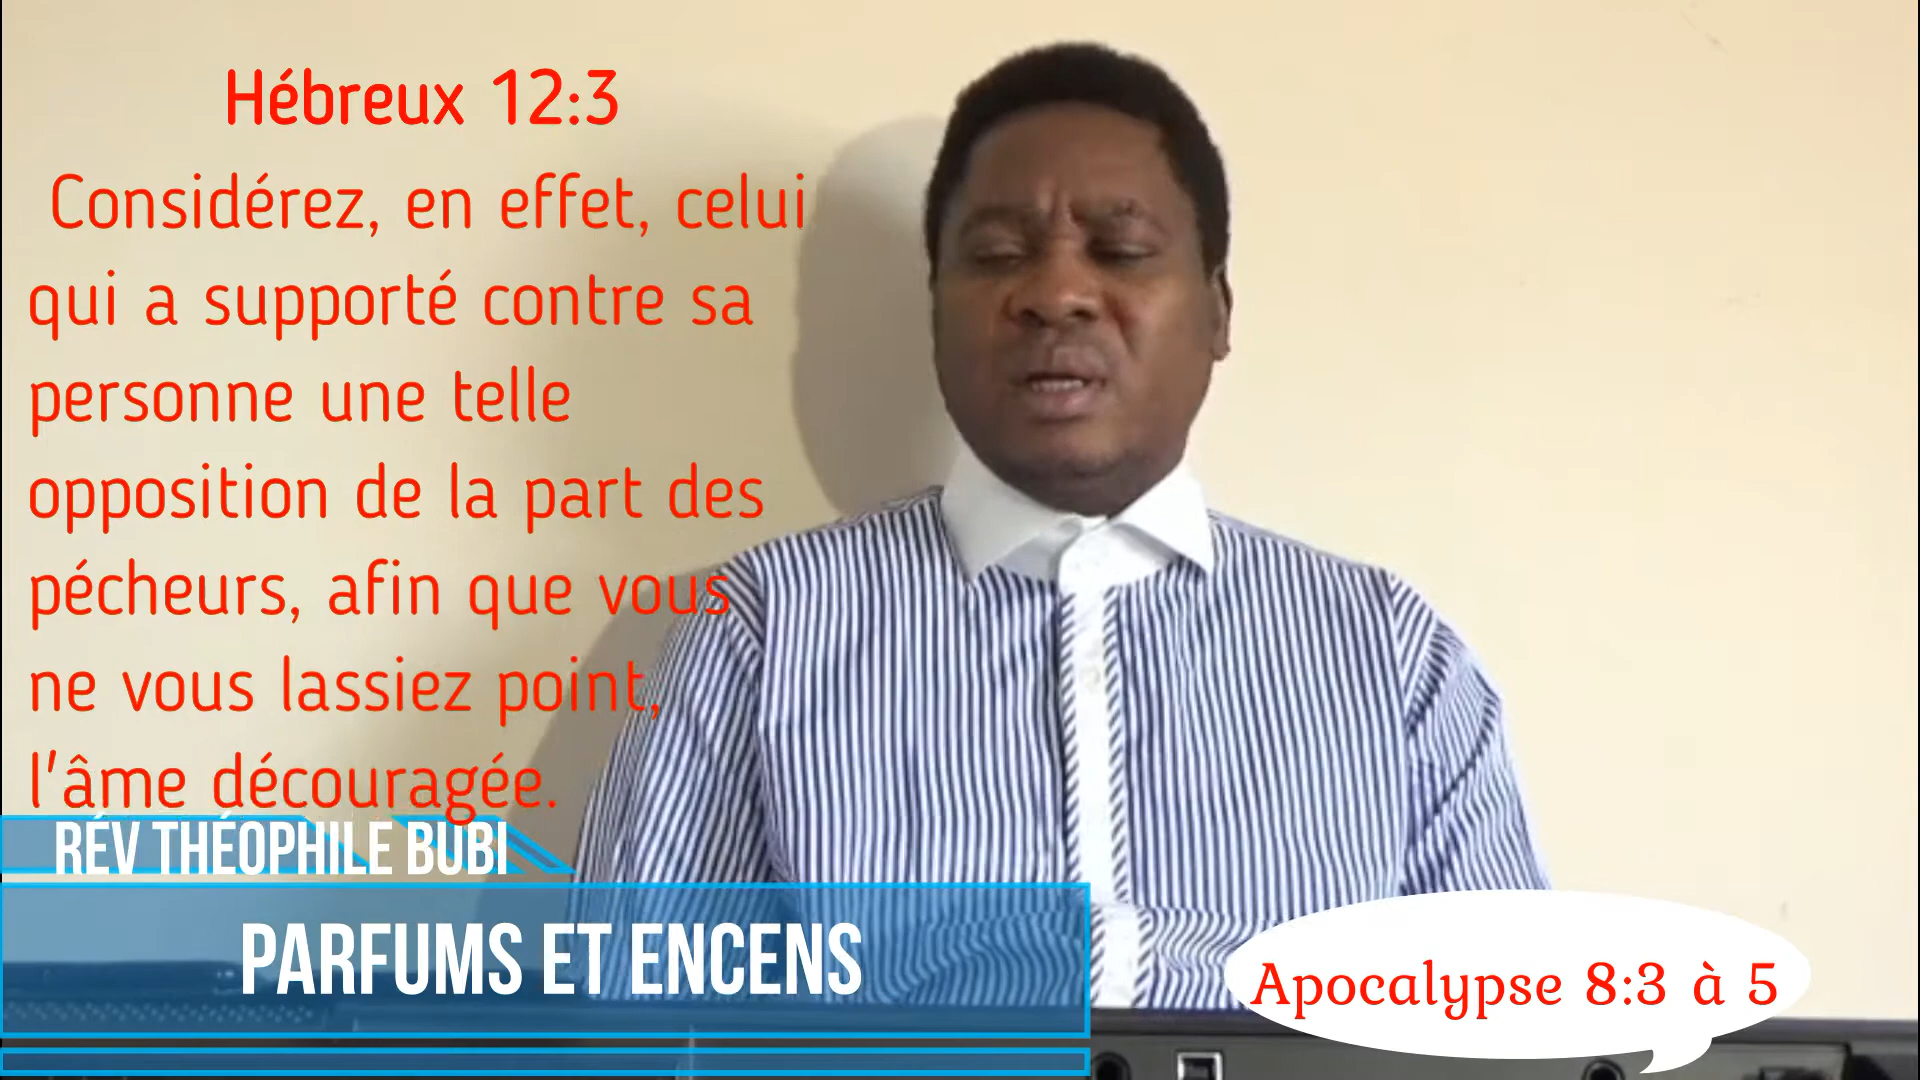 Hébreux 12:3
Considérez, en effet, celui
qui a supporté contre sa
personne une telle
opposition de la part des
pécheurs, afin que vous
ne vous lassiez point,
l'âme découragée.
RÉV THÉOPHILE BUBI
PARFUMS ET ENCENS
Apocalypse 8:3 à 5